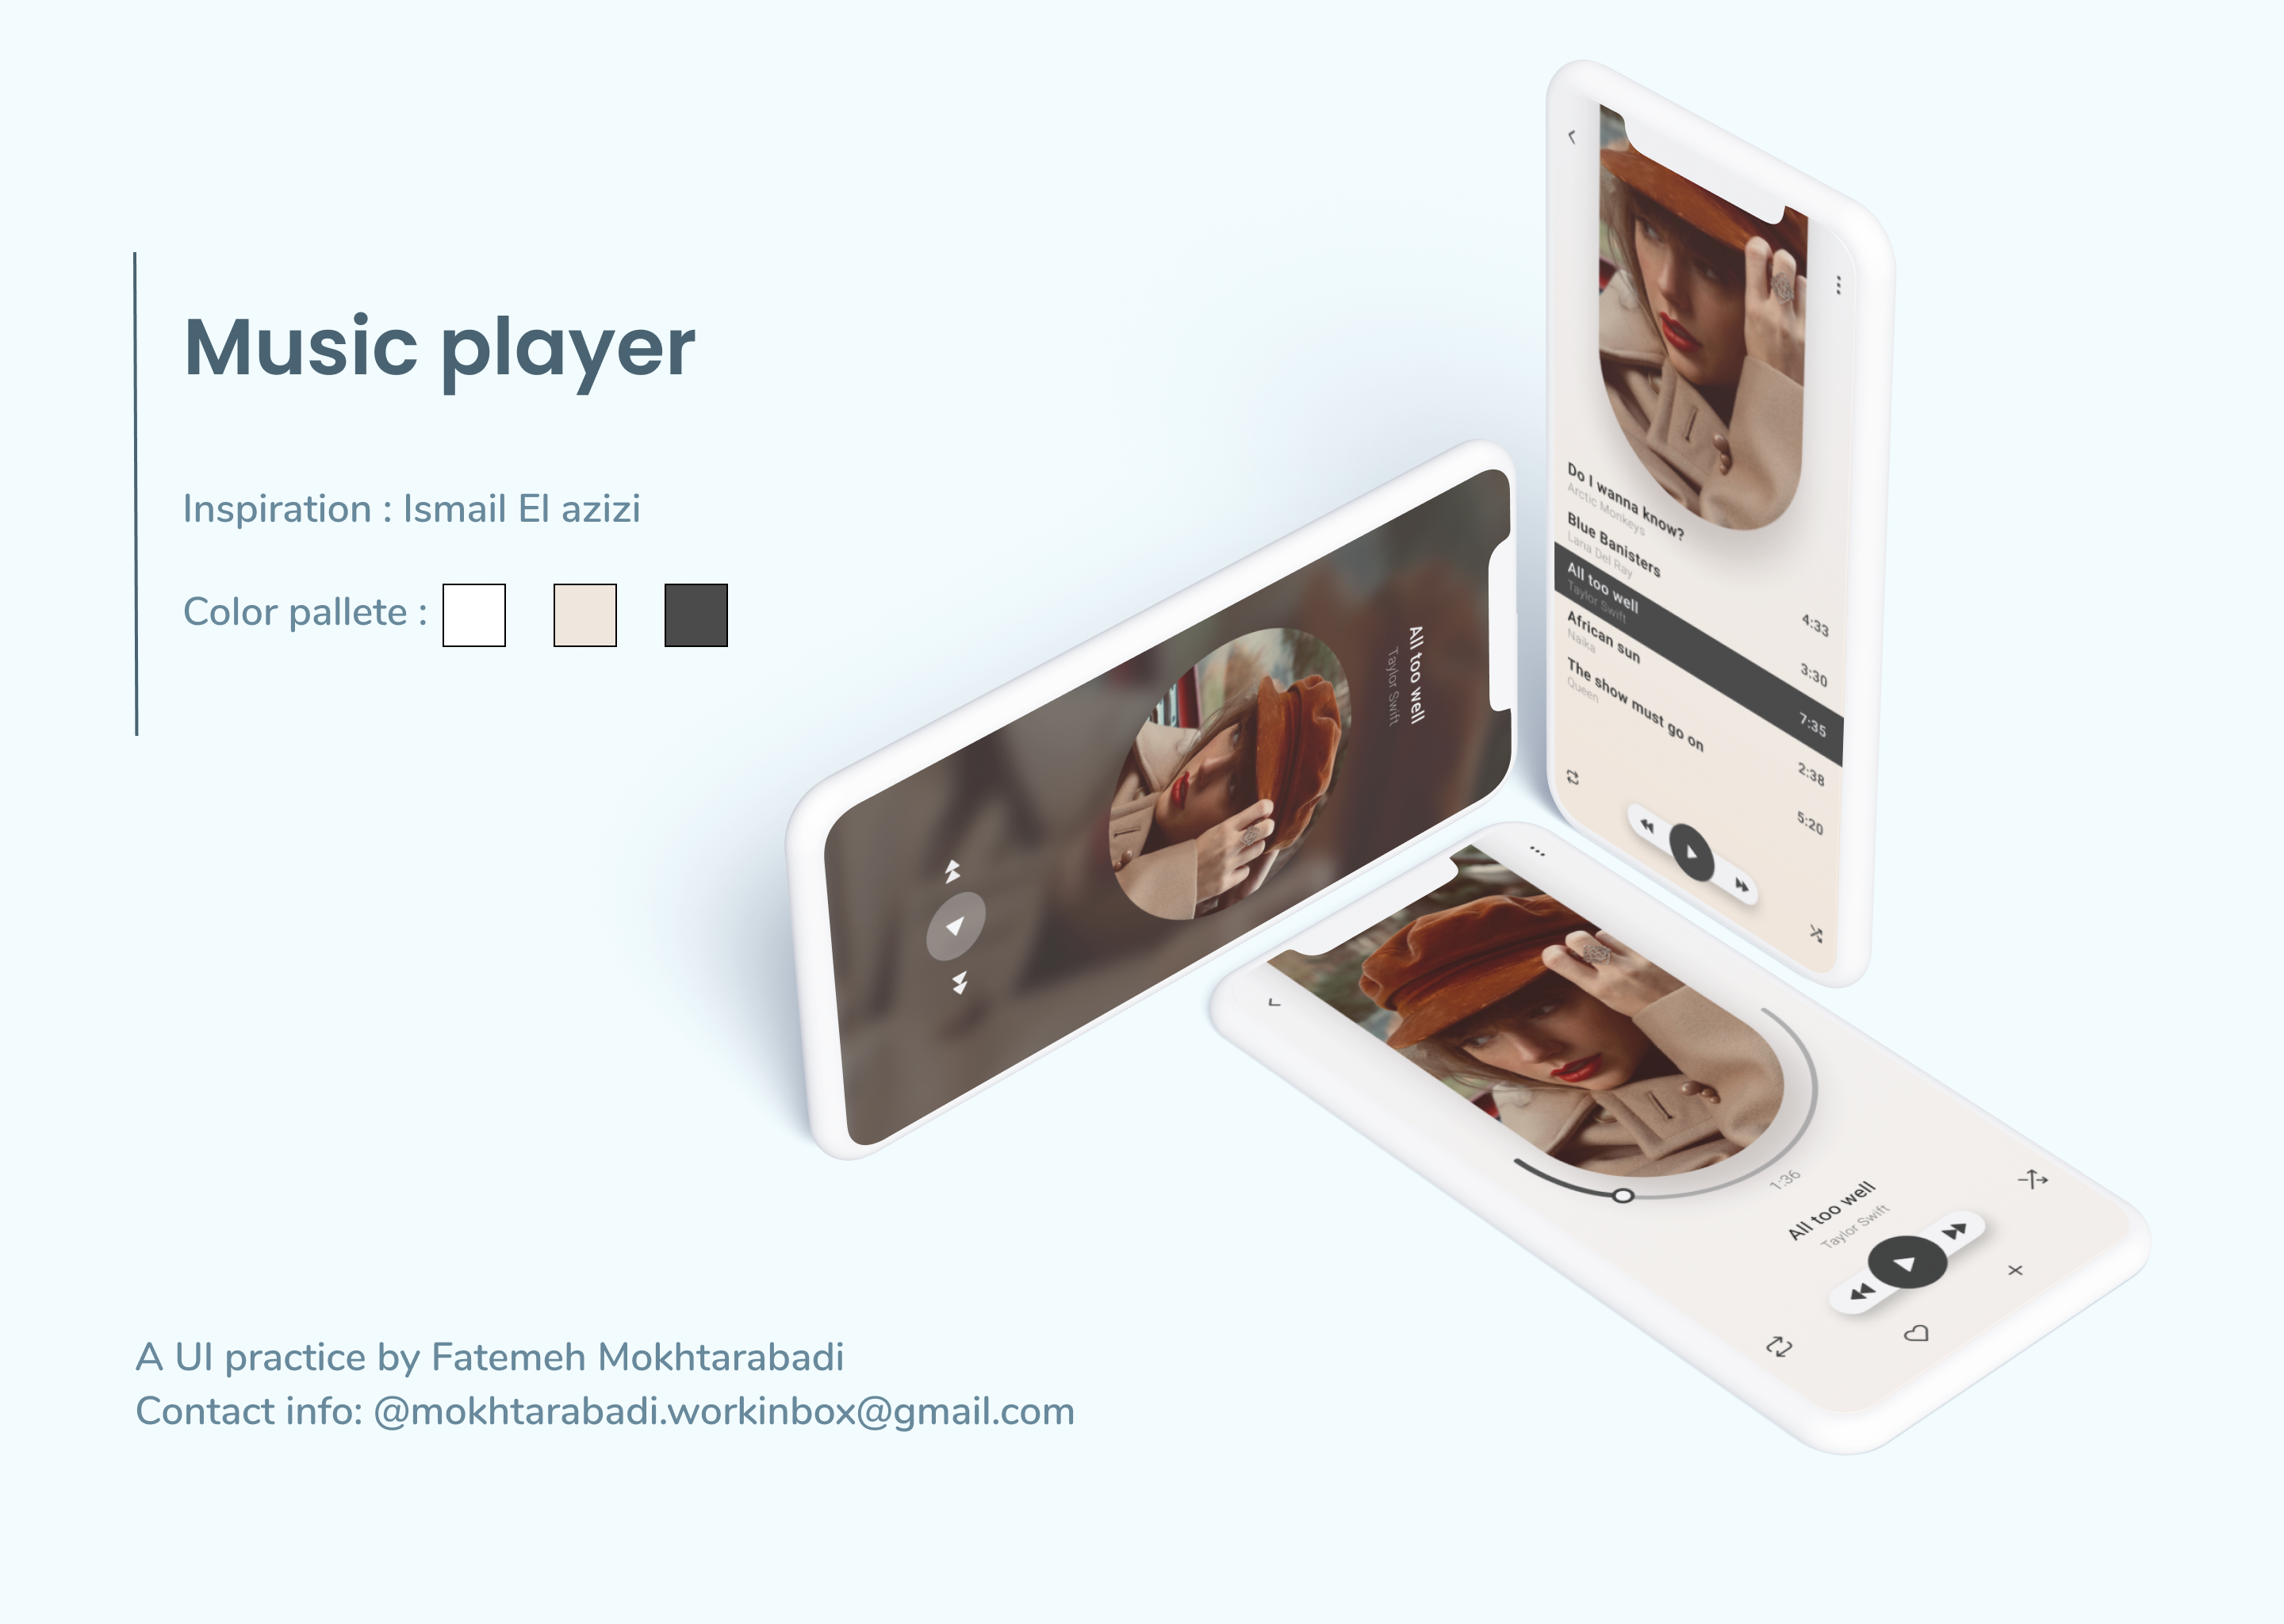 Music player
Inspiration : Ismail El azizi
Color pallete :
A UI practice by Fatemeh Mokhtarabadi
Contact info: @mokhtarabadi.workinbox@gmail.com
All too well
Taylor Swift
Do I wanna know?
Arctic Monkeys
4:33
Blue Banisters
Lana Del Ray
3:30
All too well
Taylor Swift
7:35
African sun
Naika
2:38
The show must go on
Queen
5:20
1:36
All too well
Taylor Swift